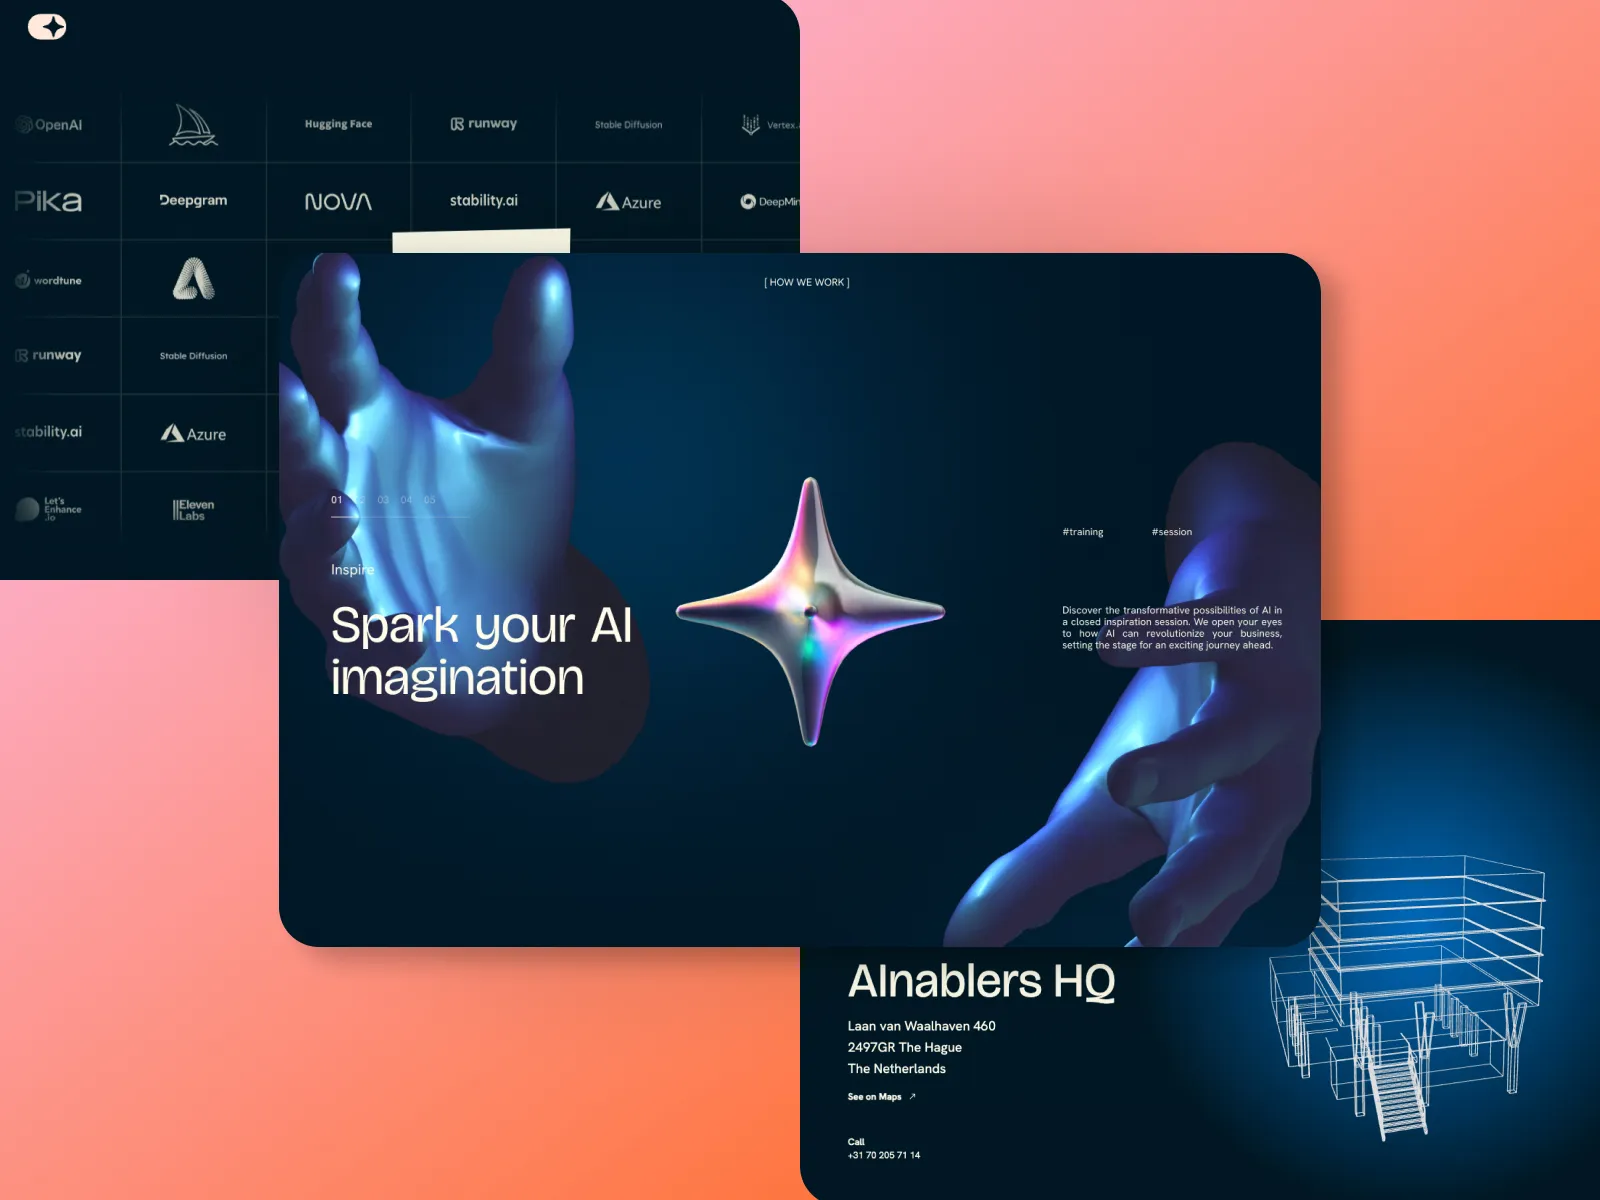 OpenAI
Hugging Face
runway
Stable Diffusion
Vertex.
Pika
Deepgram
NOVA
stability.ai
Azure
DeepMin
wordtune
runway
Stable Diffusion
stability.ai
Azure
Let's
Enhance
.io
ElevenLabs
[ HOW WE WORK ]
01 02 03 04 05
Inspire
Spark your AI
imagination
#training #session
Discover the transformative possibilities of AI in
a closed inspiration session. We open your eyes
to how AI can revolutionize your business,
setting the stage for an exciting journey ahead.
AInablers HQ
Laan van Waalhaven 460
2497GR The Hague
The Netherlands
See on Maps ↗
Call
+31 70 205 71 14